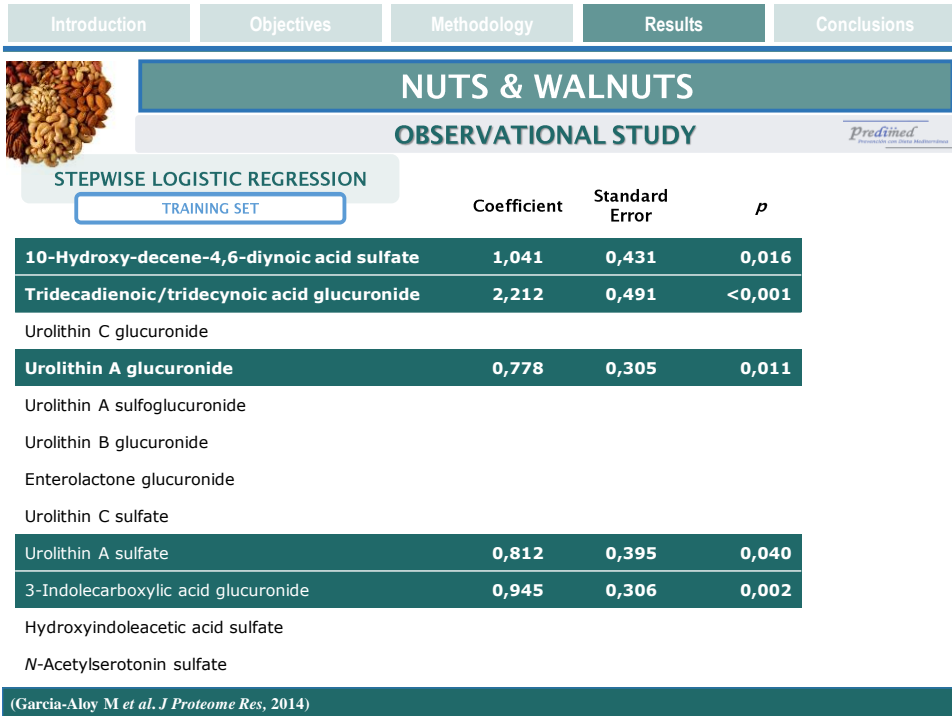 Introduction Objectives Methodology Results Conclusions
NUTS & WALNUTS
OBSERVATIONAL STUDY
Predimed
Prevención con Dieta Mediterránea
STEPWISE LOGISTIC REGRESSION
TRAINING SET
Coefficient Standard Error p
10-Hydroxy-decene-4,6-diynoic acid sulfate 1,041 0,431 0,016
Tridecadienoic/tridecynoic acid glucuronide 2,212 0,491 <0,001
Urolithin C glucuronide
Urolithin A glucuronide 0,778 0,305 0,011
Urolithin A sulfoglucuronide
Urolithin B glucuronide
Enterolactone glucuronide
Urolithin C sulfate
Urolithin A sulfate 0,812 0,395 0,040
3-Indolecarboxylic acid glucuronide 0,945 0,306 0,002
Hydroxyindoleacetic acid sulfate
N-Acetylserotonin sulfate
(Garcia-Aloy M et al. J Proteome Res, 2014)